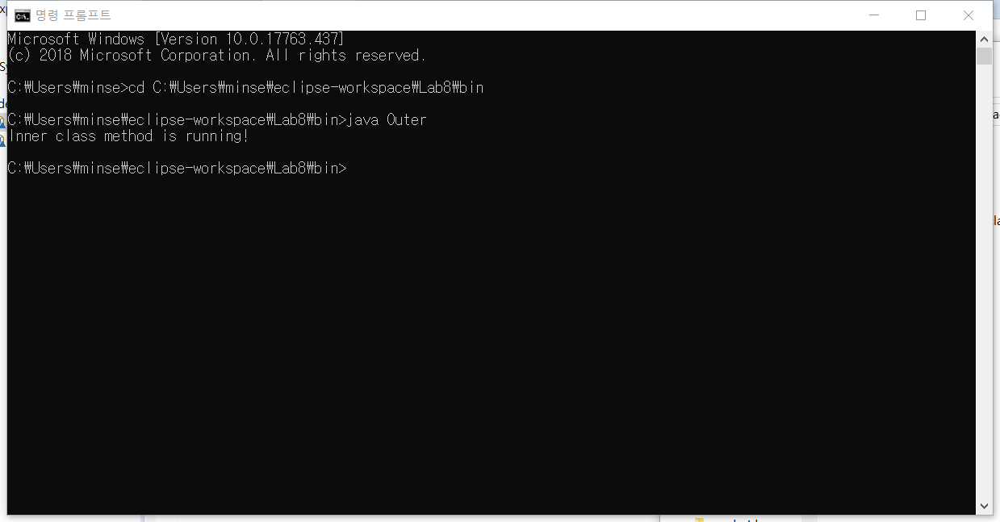 명령 프롬프트
Microsoft Windows [Version 10.0.17763.437]
(c) 2018 Microsoft Corporation. All rights reserved.
C:₩Users₩minse>cd C:₩Users₩minse₩eclipse-workspace₩Lab8₩bin
C:₩Users₩minse₩eclipse-workspace₩Lab8₩bin>java Outer
Inner class method is running!
C:₩Users₩minse₩eclipse-workspace₩Lab8₩bin>